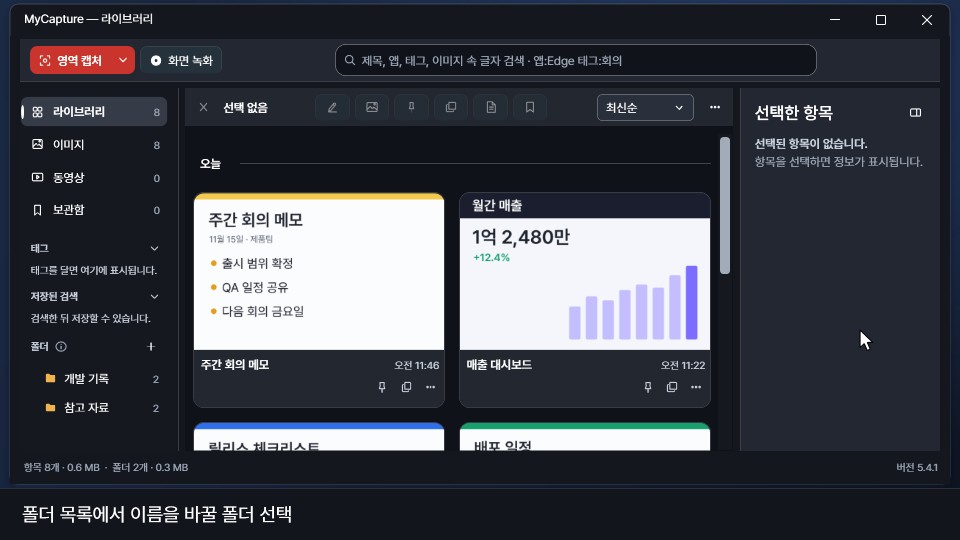 MyCapture — 라이브러리
영역 캡처
화면 녹화
제목, 앱, 태그, 이미지 속 글자 검색 · 앱:Edge 태그:회의
라이브러리 8
이미지 8
동영상 0
보관함 0
태그
태그를 달면 여기에 표시됩니다.
저장된 검색
검색한 뒤 저장할 수 있습니다.
폴더
개발 기록 2
참고 자료 2
선택 없음
최신순
오늘
주간 회의 메모
11월 15일 · 제품팀
출시 범위 확정
QA 일정 공유
다음 회의 금요일
주간 회의 메모 오전 11:46
월간 매출
1억 2,480만
+12.4%
매출 대시보드 오전 11:22
릴리스 체크리스트
배포 일정
선택한 항목
선택된 항목이 없습니다.
항목을 선택하면 정보가 표시됩니다.
항목 8개 · 0.6 MB · 폴더 2개 · 0.3 MB
버전 5.4.1
폴더 목록에서 이름을 바꿀 폴더 선택